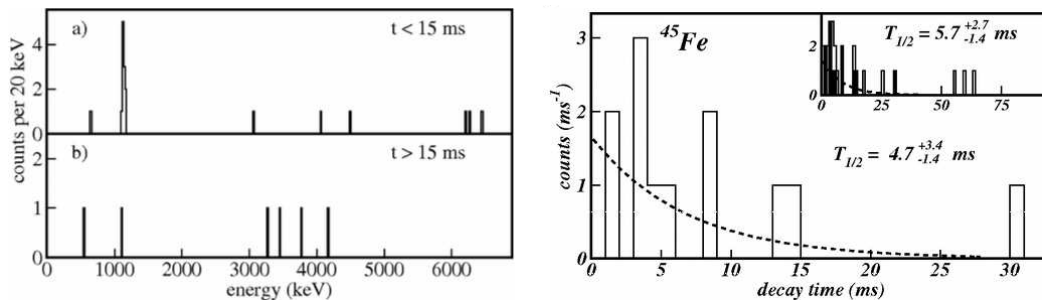 a)
t < 15 ms
4
2
0
b)
t > 15 ms
2
1
0
counts per 20 keV
0 1000 2000 3000 4000 5000 6000
energy (keV)
45Fe
T1/2 = 5.7 +2.7 -1.4 ms
2
0
0 25 50 75
T1/2 = 4.7 +3.4 -1.4 ms
3
2
1
0
counts (ms-1)
0 5 10 15 20 25 30
decay time (ms)